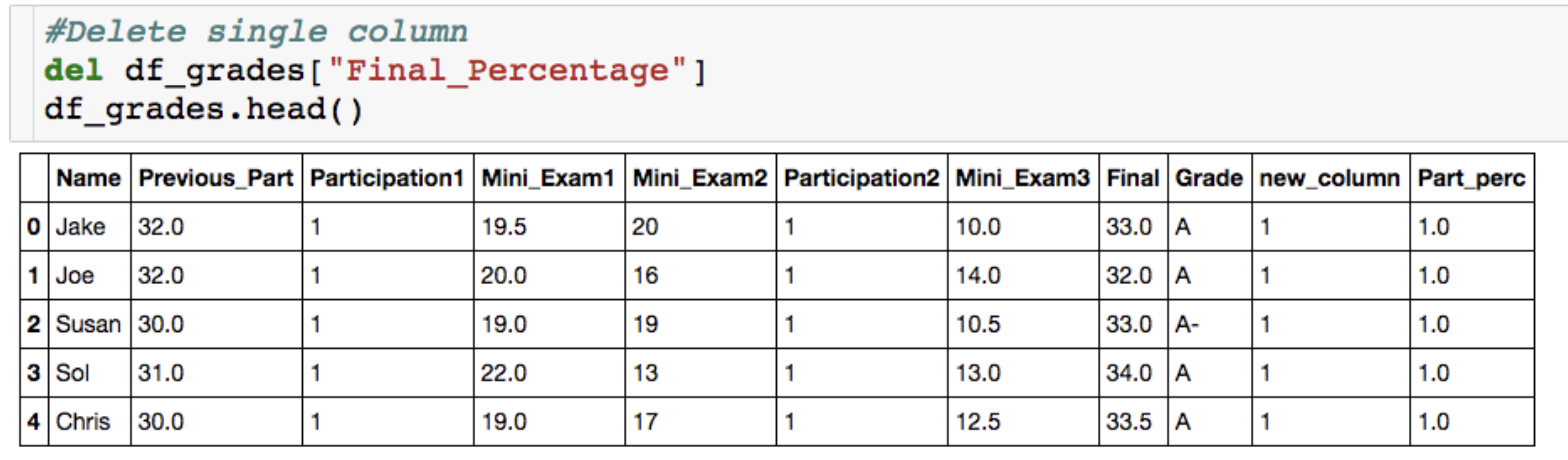 #Delete single column
del df_grades["Final_Percentage"]
df_grades.head()
Name Previous_Part Participation1 Mini_Exam1 Mini_Exam2 Participation2 Mini_Exam3 Final Grade new_column Part_perc
0 Jake 32.0 1 19.5 20 1 10.0 33.0 A 1 1.0
1 Joe 32.0 1 20.0 16 1 14.0 32.0 A 1 1.0
2 Susan 30.0 1 19.0 19 1 10.5 33.0 A- 1 1.0
3 Sol 31.0 1 22.0 13 1 13.0 34.0 A 1 1.0
4 Chris 30.0 1 19.0 17 1 12.5 33.5 A 1 1.0